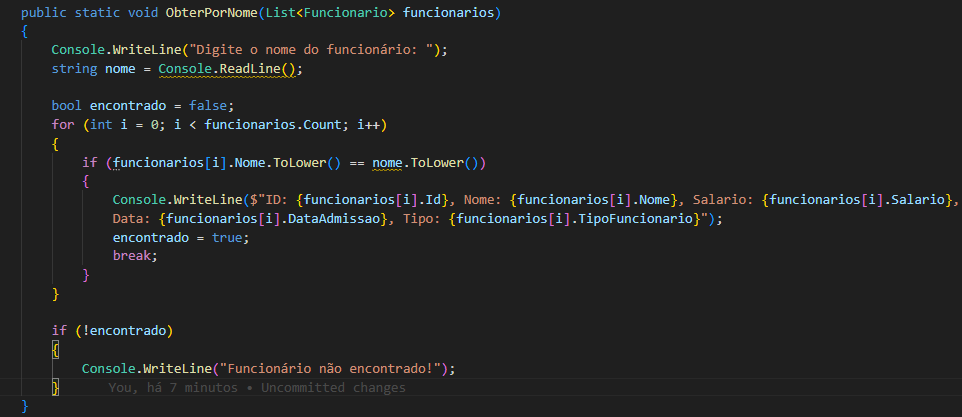 public static void ObterPorNome(List<Funcionario> funcionarios)
{
Console.WriteLine("Digite o nome do funcionário: ");
string nome = Console.ReadLine();
bool encontrado = false;
for (int i = 0; i < funcionarios.Count; i++)
{
if (funcionarios[i].Nome.ToLower() == nome.ToLower())
{
Console.WriteLine($"ID: {funcionarios[i].Id}, Nome: {funcionarios[i].Nome}, Salario: {funcionarios[i].Salario},
Data: {funcionarios[i].DataAdmissao}, Tipo: {funcionarios[i].TipoFuncionario}");
encontrado = true;
break;
}
}
if (!encontrado)
{
Console.WriteLine("Funcionário não encontrado!");
} You, há 7 minutos • Uncommitted changes
}